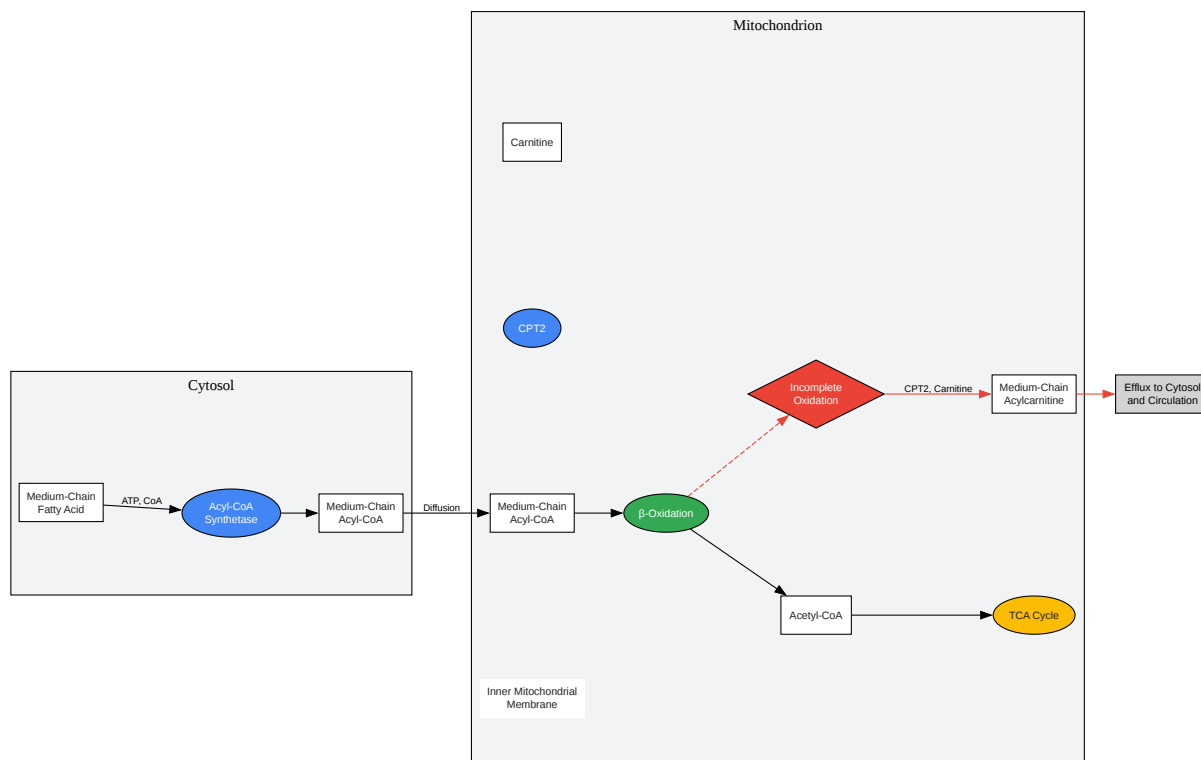 Mitochondrion
Carnitine
CPT2
Cytosol
Incomplete
Oxidation
CPT2, Carnitine
Medium-Chain
Acylcarnitine
Efflux to Cytosol
and Circulation
Medium-Chain
Fatty Acid
ATP, CoA
Acyl-CoA
Synthetase
Medium-Chain
Acyl-CoA
Diffusion
Medium-Chain
Acyl-CoA
β-Oxidation
Acetyl-CoA
TCA Cycle
Inner Mitochondrial
Membrane